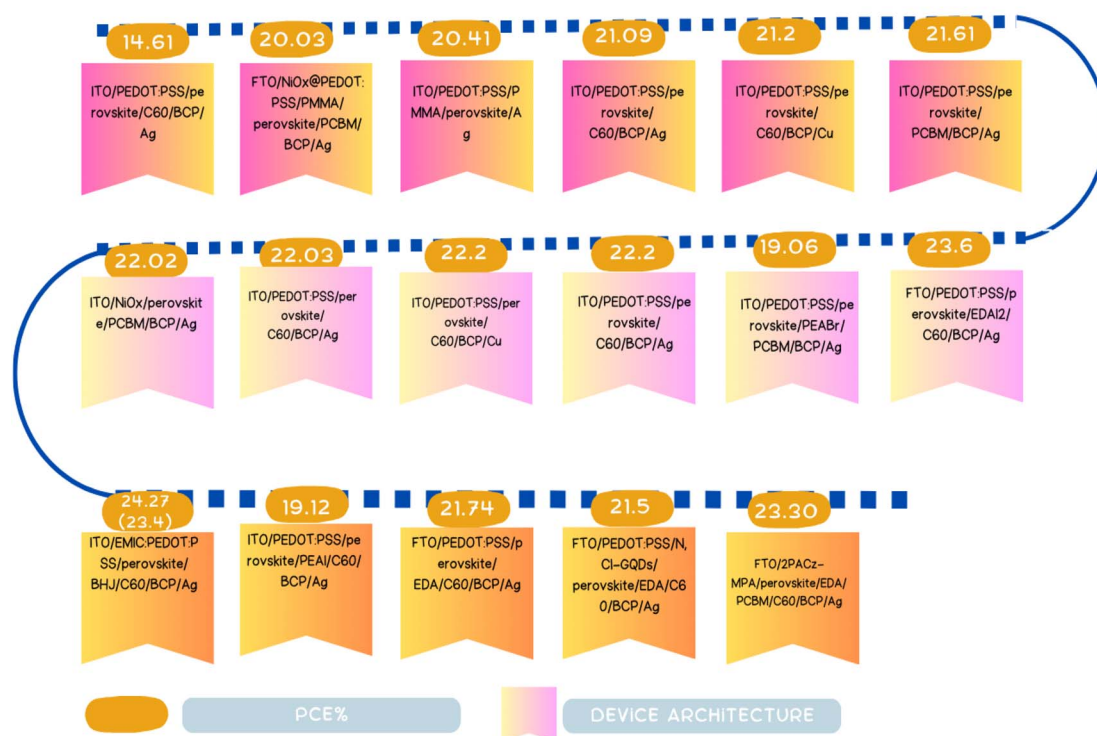 14.61
20.03
20.41
21.09
21.2
21.61
ITO/PEDOT:PSS/pe
rovskite/C60/BCP/
Ag
FTO/NiOx@PEDOT:
PSS/PMMA/
perovskite/PCBM/
BCP/Ag
ITO/PEDOT:PSS/P
MMA/perovskite/A
g
ITO/PEDOT:PSS/pe
rovskite/
C60/BCP/Ag
ITO/PEDOT:PSS/pe
rovskite/
C60/BCP/Cu
ITO/PEDOT:PSS/pe
rovskite/
PCBM/BCP/Ag
22.02
22.03
22.2
22.2
19.06
23.6
ITO/NiOx/perovskit
e/PCBM/BCP/Ag
ITO/PEDOT:PSS/per
ovskite/
C60/BCP/Ag
ITO/PEDOT:PSS/per
ovskite/
C60/BCP/Cu
ITO/PEDOT:PSS/pe
rovskite/
C60/BCP/Ag
ITO/PEDOT:PSS/pe
rovskite/PEABr/
PCBM/BCP/Ag
FTO/PEDOT:PSS/p
erovskite/EDAI2/
C60/BCP/Ag
24.27
(23.4)
19.12
21.74
21.5
23.30
ITO/EMIC:PEDOT:P
SS/perovskite/
BHJ/C60/BCP/Ag
ITO/PEDOT:PSS/pe
rovskite/PEAI/C60/
BCP/Ag
FTO/PEDOT:PSS/p
erovskite/
EDA/C60/BCP/Ag
FTO/PEDOT:PSS/N,
Cl-GQDs/
perovskite/EDA/C6
0/BCP/Ag
FTO/2PACz-
MPA/perovskite/EDA/
PCBM/C60/BCP/Ag
PCE%
DEVICE ARCHITECTURE